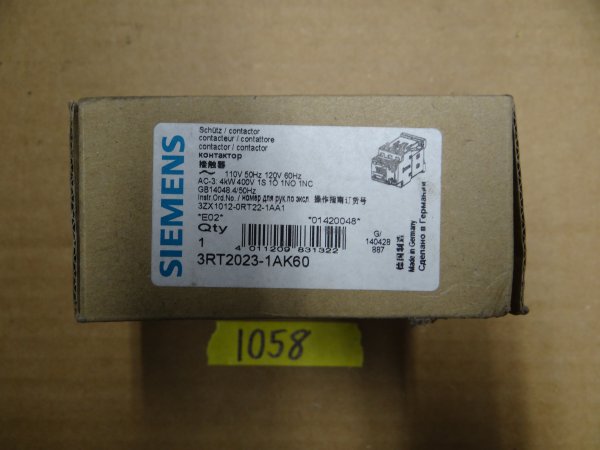 SIEMENS
Schütz / contactor
contacteur / contattore
contactor / contactor
контактор
接触器
~ 110V 50Hz 120V 60Hz
AC-3: 4kW 400V 1S 1Ö 1NO 1NC
GB14048.4/50Hz
Instr.Ord.No. / номер для рук.по эксл 操作指南订货号
3ZX1012-0RT22-1AA1
*E02*
*01420048*
Qty
1
4 011209 831322
G/
140428
887
3RT2023-1AK60
德国制造
Made in Germany
Сделано в Германии
1058